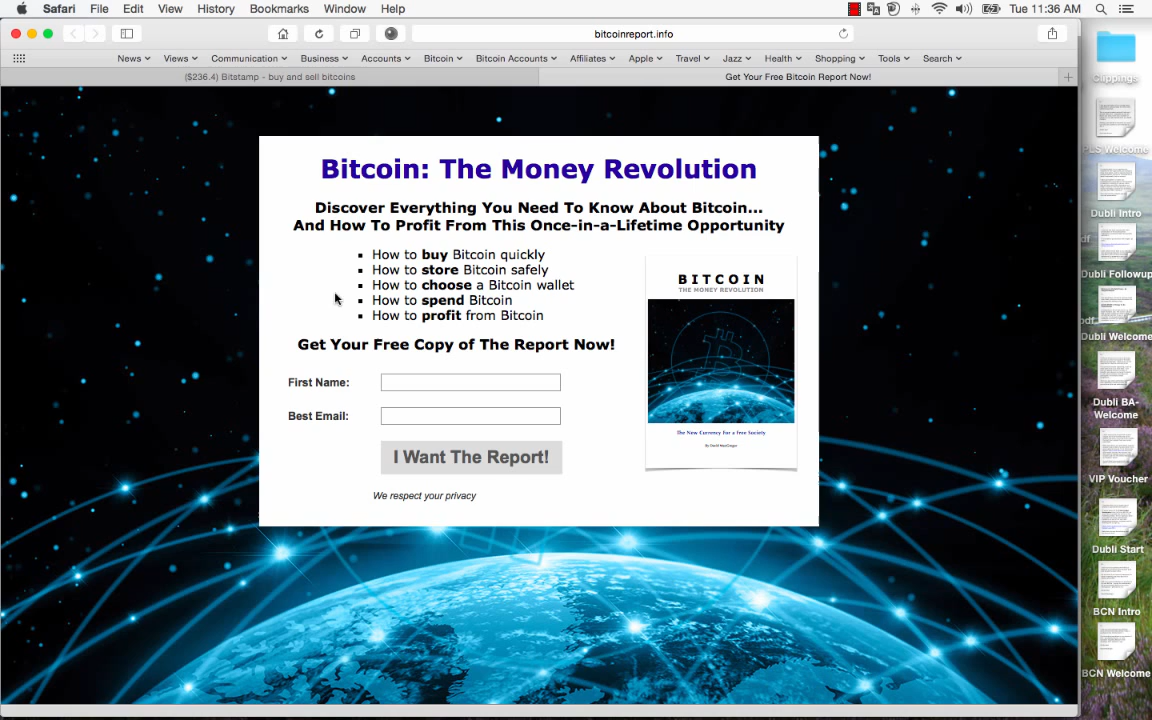 Safari File Edit View History Bookmarks Window Help Tue 11:36 AM
bitcoinreport.info
News Views Communication Business Accounts Bitcoin Bitcoin Accounts Affiliates Apple Travel Jazz Health Shopping Tools Search
($236.4) Bitstamp - buy and sell bitcoins
Get Your Free Bitcoin Report Now!
Bitcoin: The Money Revolution
Discover Everything You Need To Know About Bitcoin...
And How To Profit From This Once-in-a-Lifetime Opportunity
How to buy Bitcoin quickly
How to store Bitcoin safely
How to choose a Bitcoin wallet
How to spend Bitcoin
How to profit from Bitcoin
Get Your Free Copy of The Report Now!
First Name:
Best Email:
I Want The Report!
We respect your privacy
BITCOIN
THE MONEY REVOLUTION
The New Currency For a Free Society
Clippings
PLS Welcome
Dubli Intro
Dubli Followup
Dubli Welcome
Dubli BA-
Welcome
VIP Voucher
Dubli Start
BCN Intro
BCN Welcome